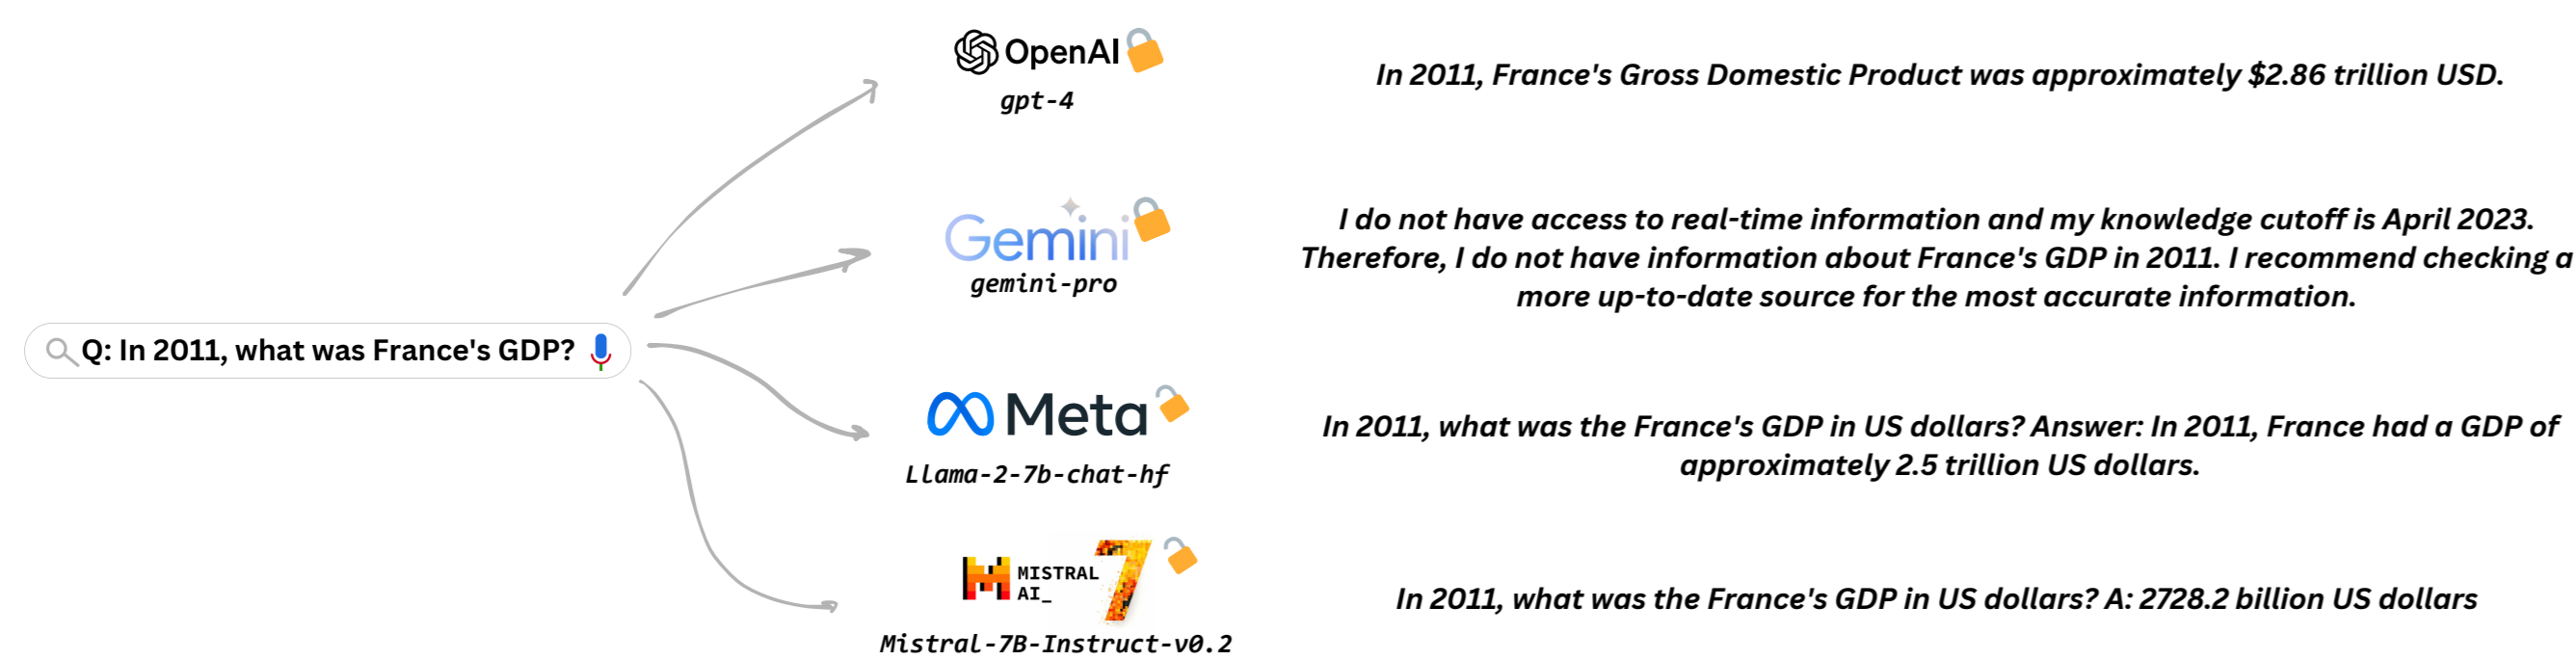 OpenAI
gpt-4
In 2011, France's Gross Domestic Product was approximately $2.86 trillion USD.
Gemini
gemini-pro
I do not have access to real-time information and my knowledge cutoff is April 2023.
Therefore, I do not have information about France's GDP in 2011. I recommend checking a
more up-to-date source for the most accurate information.
Q: In 2011, what was France's GDP?
Meta
Llama-2-7b-chat-hf
In 2011, what was the France's GDP in US dollars? Answer: In 2011, France had a GDP of
approximately 2.5 trillion US dollars.
MISTRAL
AI_
7
Mistral-7B-Instruct-v0.2
In 2011, what was the France's GDP in US dollars? A: 2728.2 billion US dollars